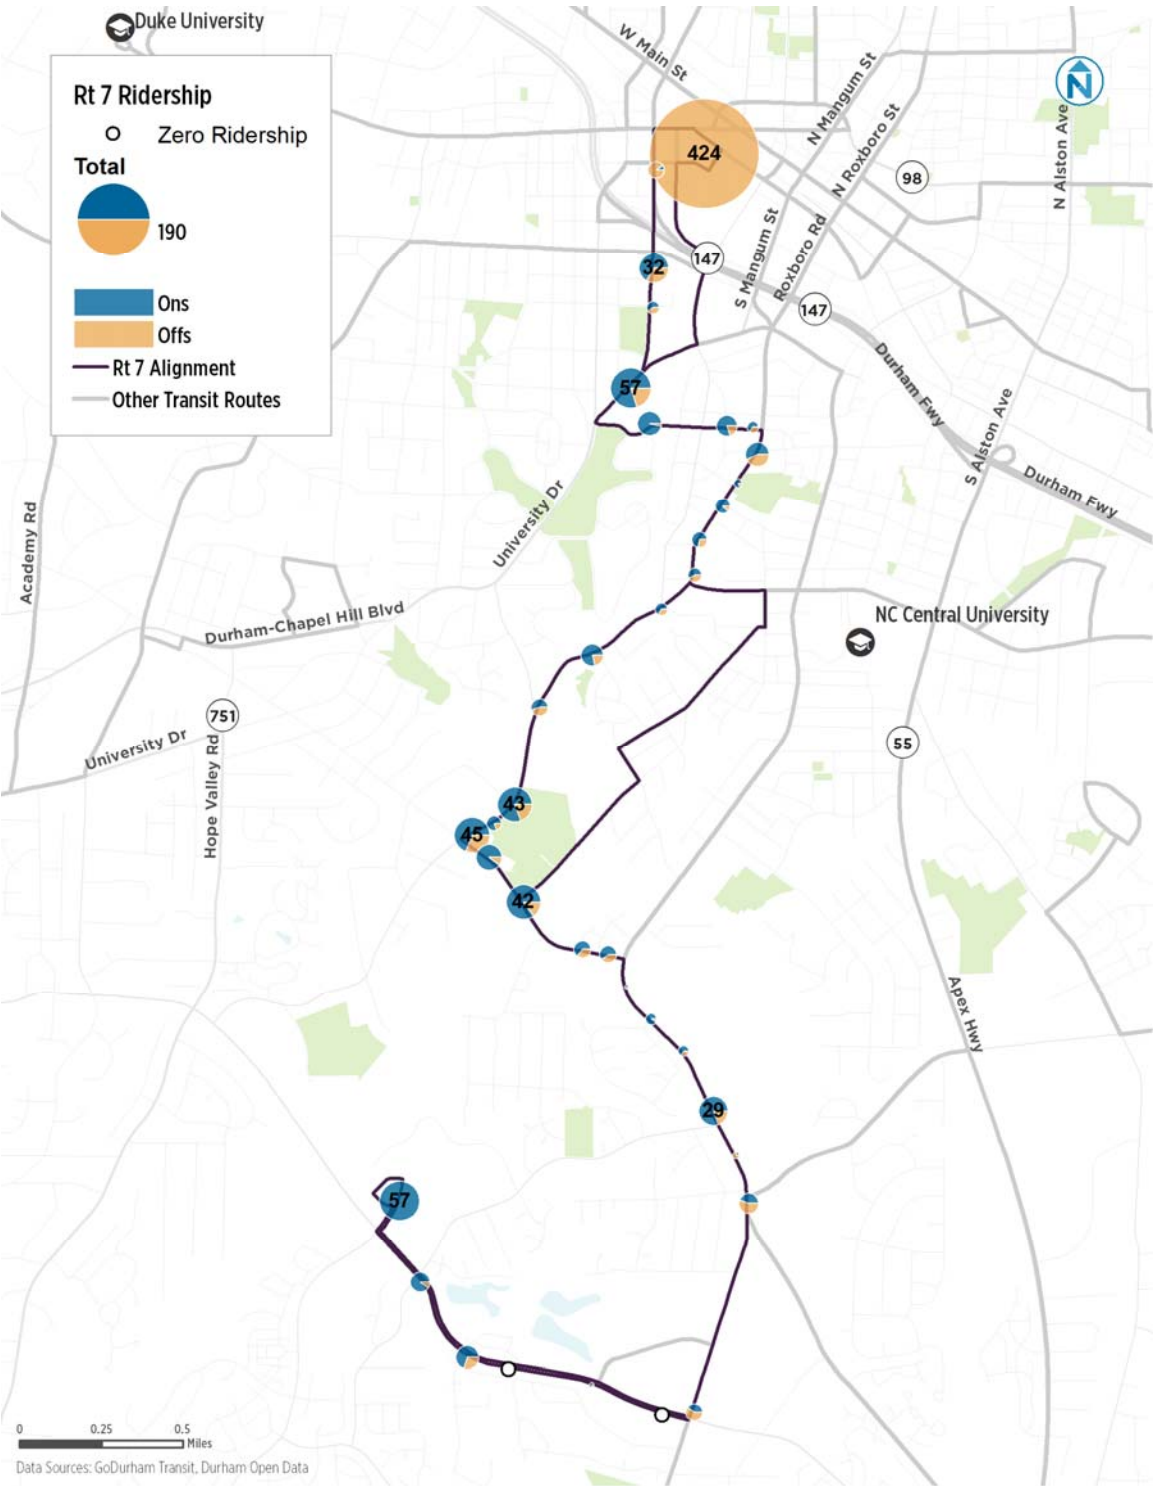 Duke University
W Main St
Rt 7 Ridership
Zero Ridership
Total
190
Ons
Offs
Rt 7 Alignment
Other Transit Routes
N
N Mangum St
N Roxboro St
N Alston Ave
98
424
S Mangum St
Roxboro Rd
147
32
147
Durham Fwy
57
S Alston Ave
Durham Fwy
University Dr
Academy Rd
Durham-Chapel Hill Blvd
NC Central University
751
University Dr
55
Hope Valley Rd
43
45
42
Apex Hwy
29
57
0 0.25 0.5
Miles
Data Sources: GoDurham Transit, Durham Open Data